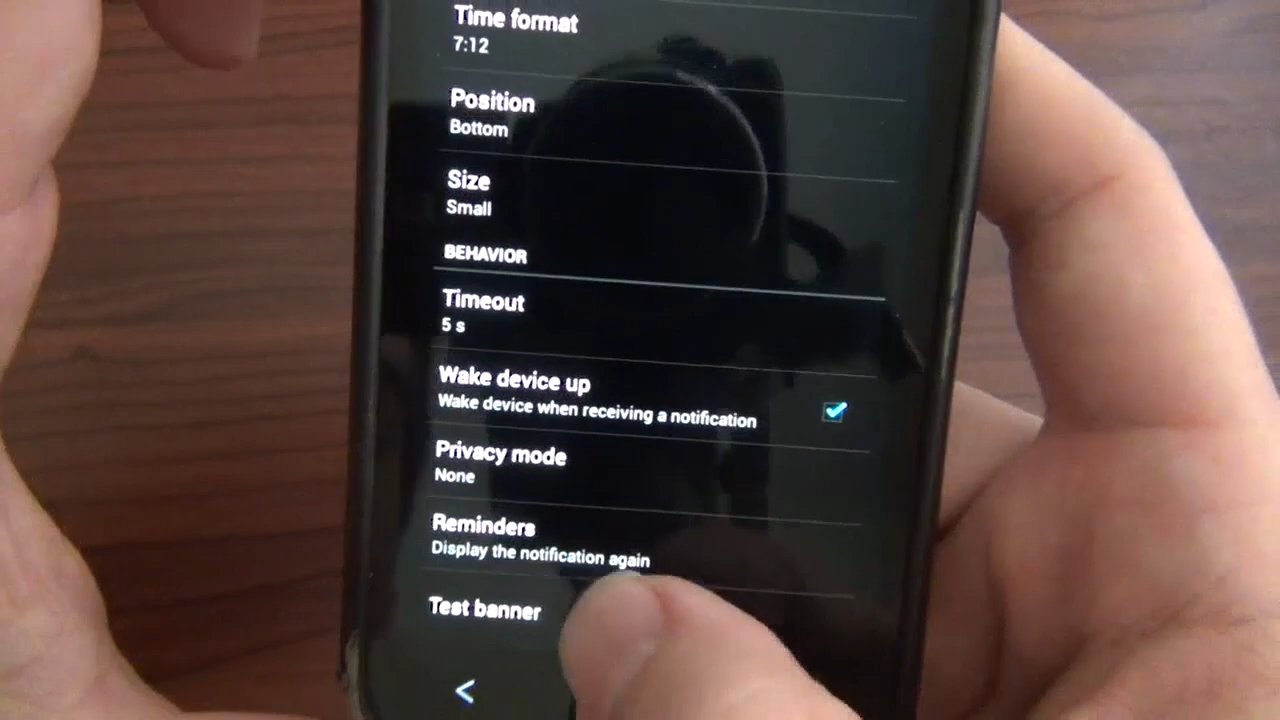 Time format
7:12
Position
Bottom
Size
Small
BEHAVIOR
Timeout
5 s
Wake device up
Wake device when receiving a notification
Privacy mode
None
Reminders
Display the notification again
Test banner